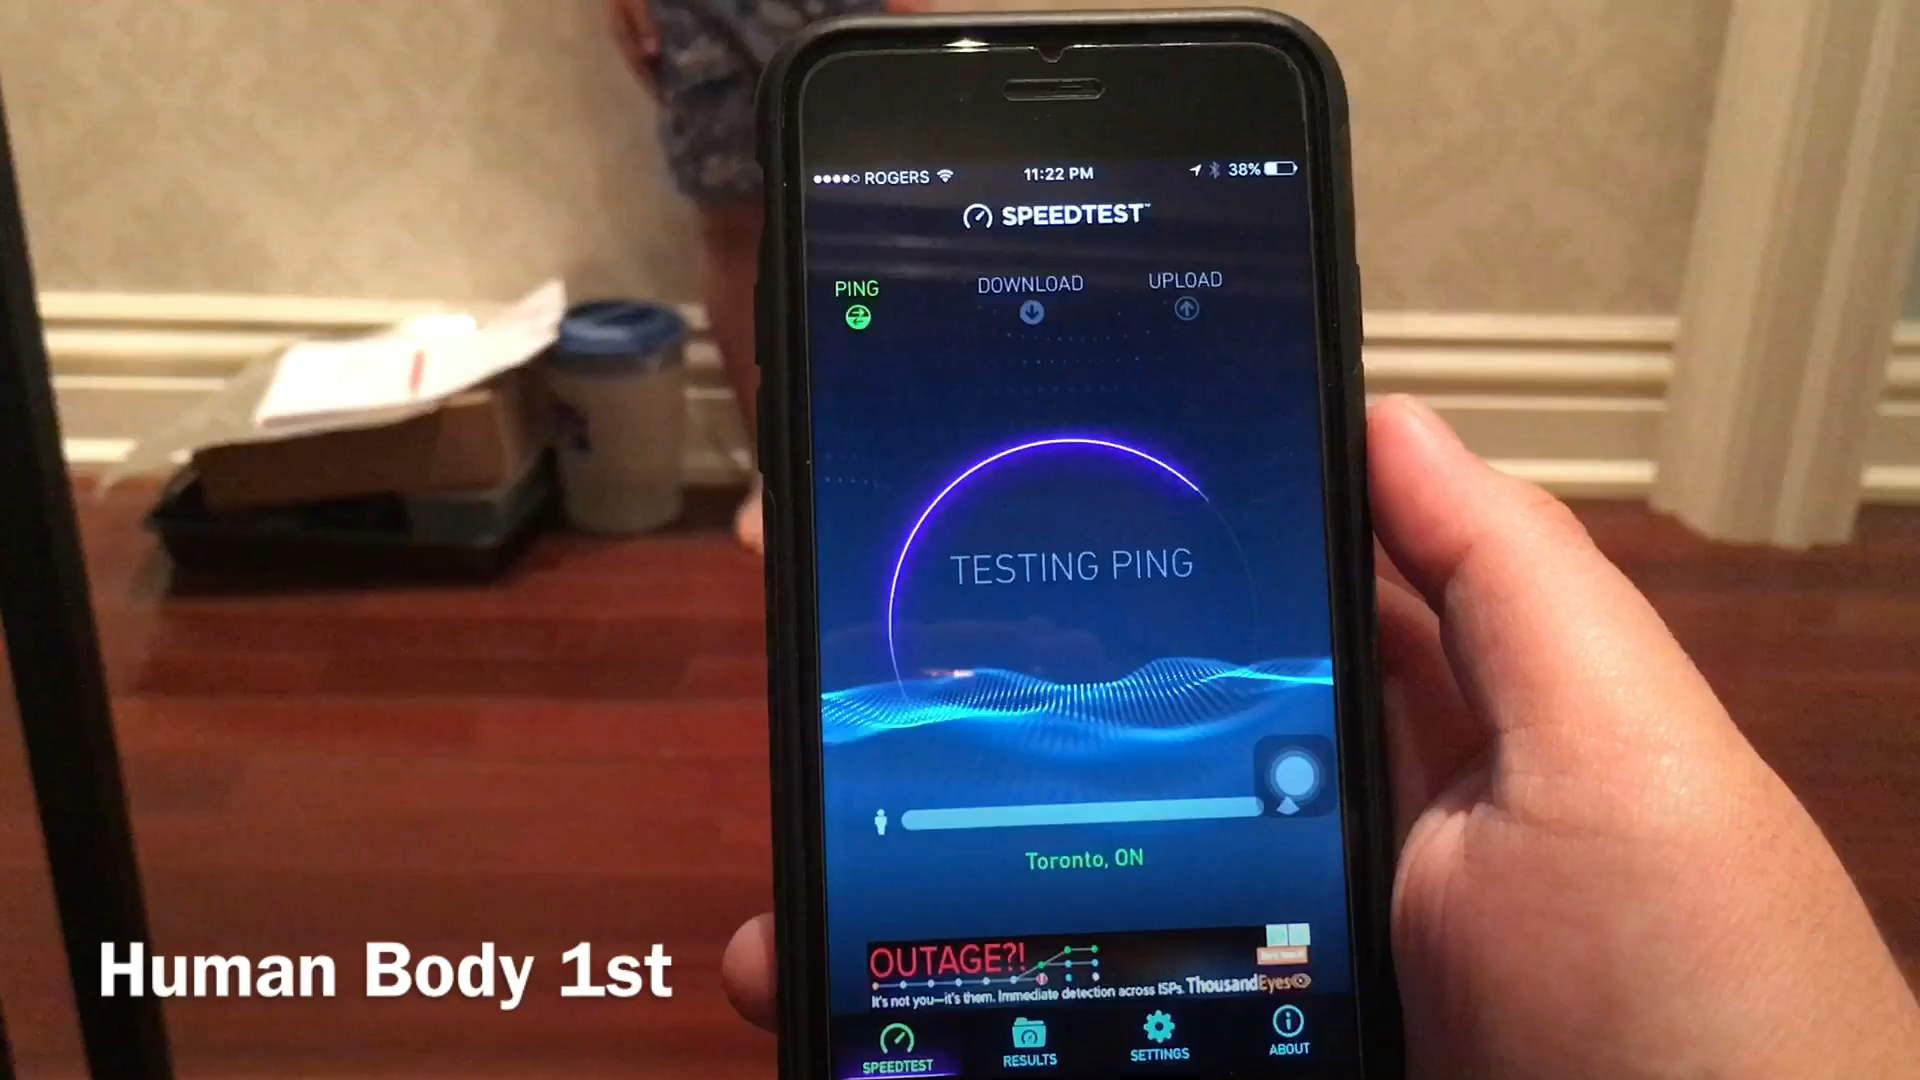 ROGERS 11:22 PM 38%
SPEEDTEST™
PING DOWNLOAD UPLOAD
TESTING PING
Toronto, ON
OUTAGE?!
It's not you—it's them. Immediate detection across ISPs. ThousandEyes
SPEEDTEST RESULTS SETTINGS ABOUT
Human Body 1st